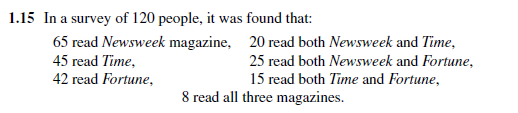 1.15 In a survey of 120 people, it was found that:
65 read Newsweek magazine, 20 read both Newsweek and Time,
45 read Time, 25 read both Newsweek and Fortune,
42 read Fortune, 15 read both Time and Fortune,
8 read all three magazines.